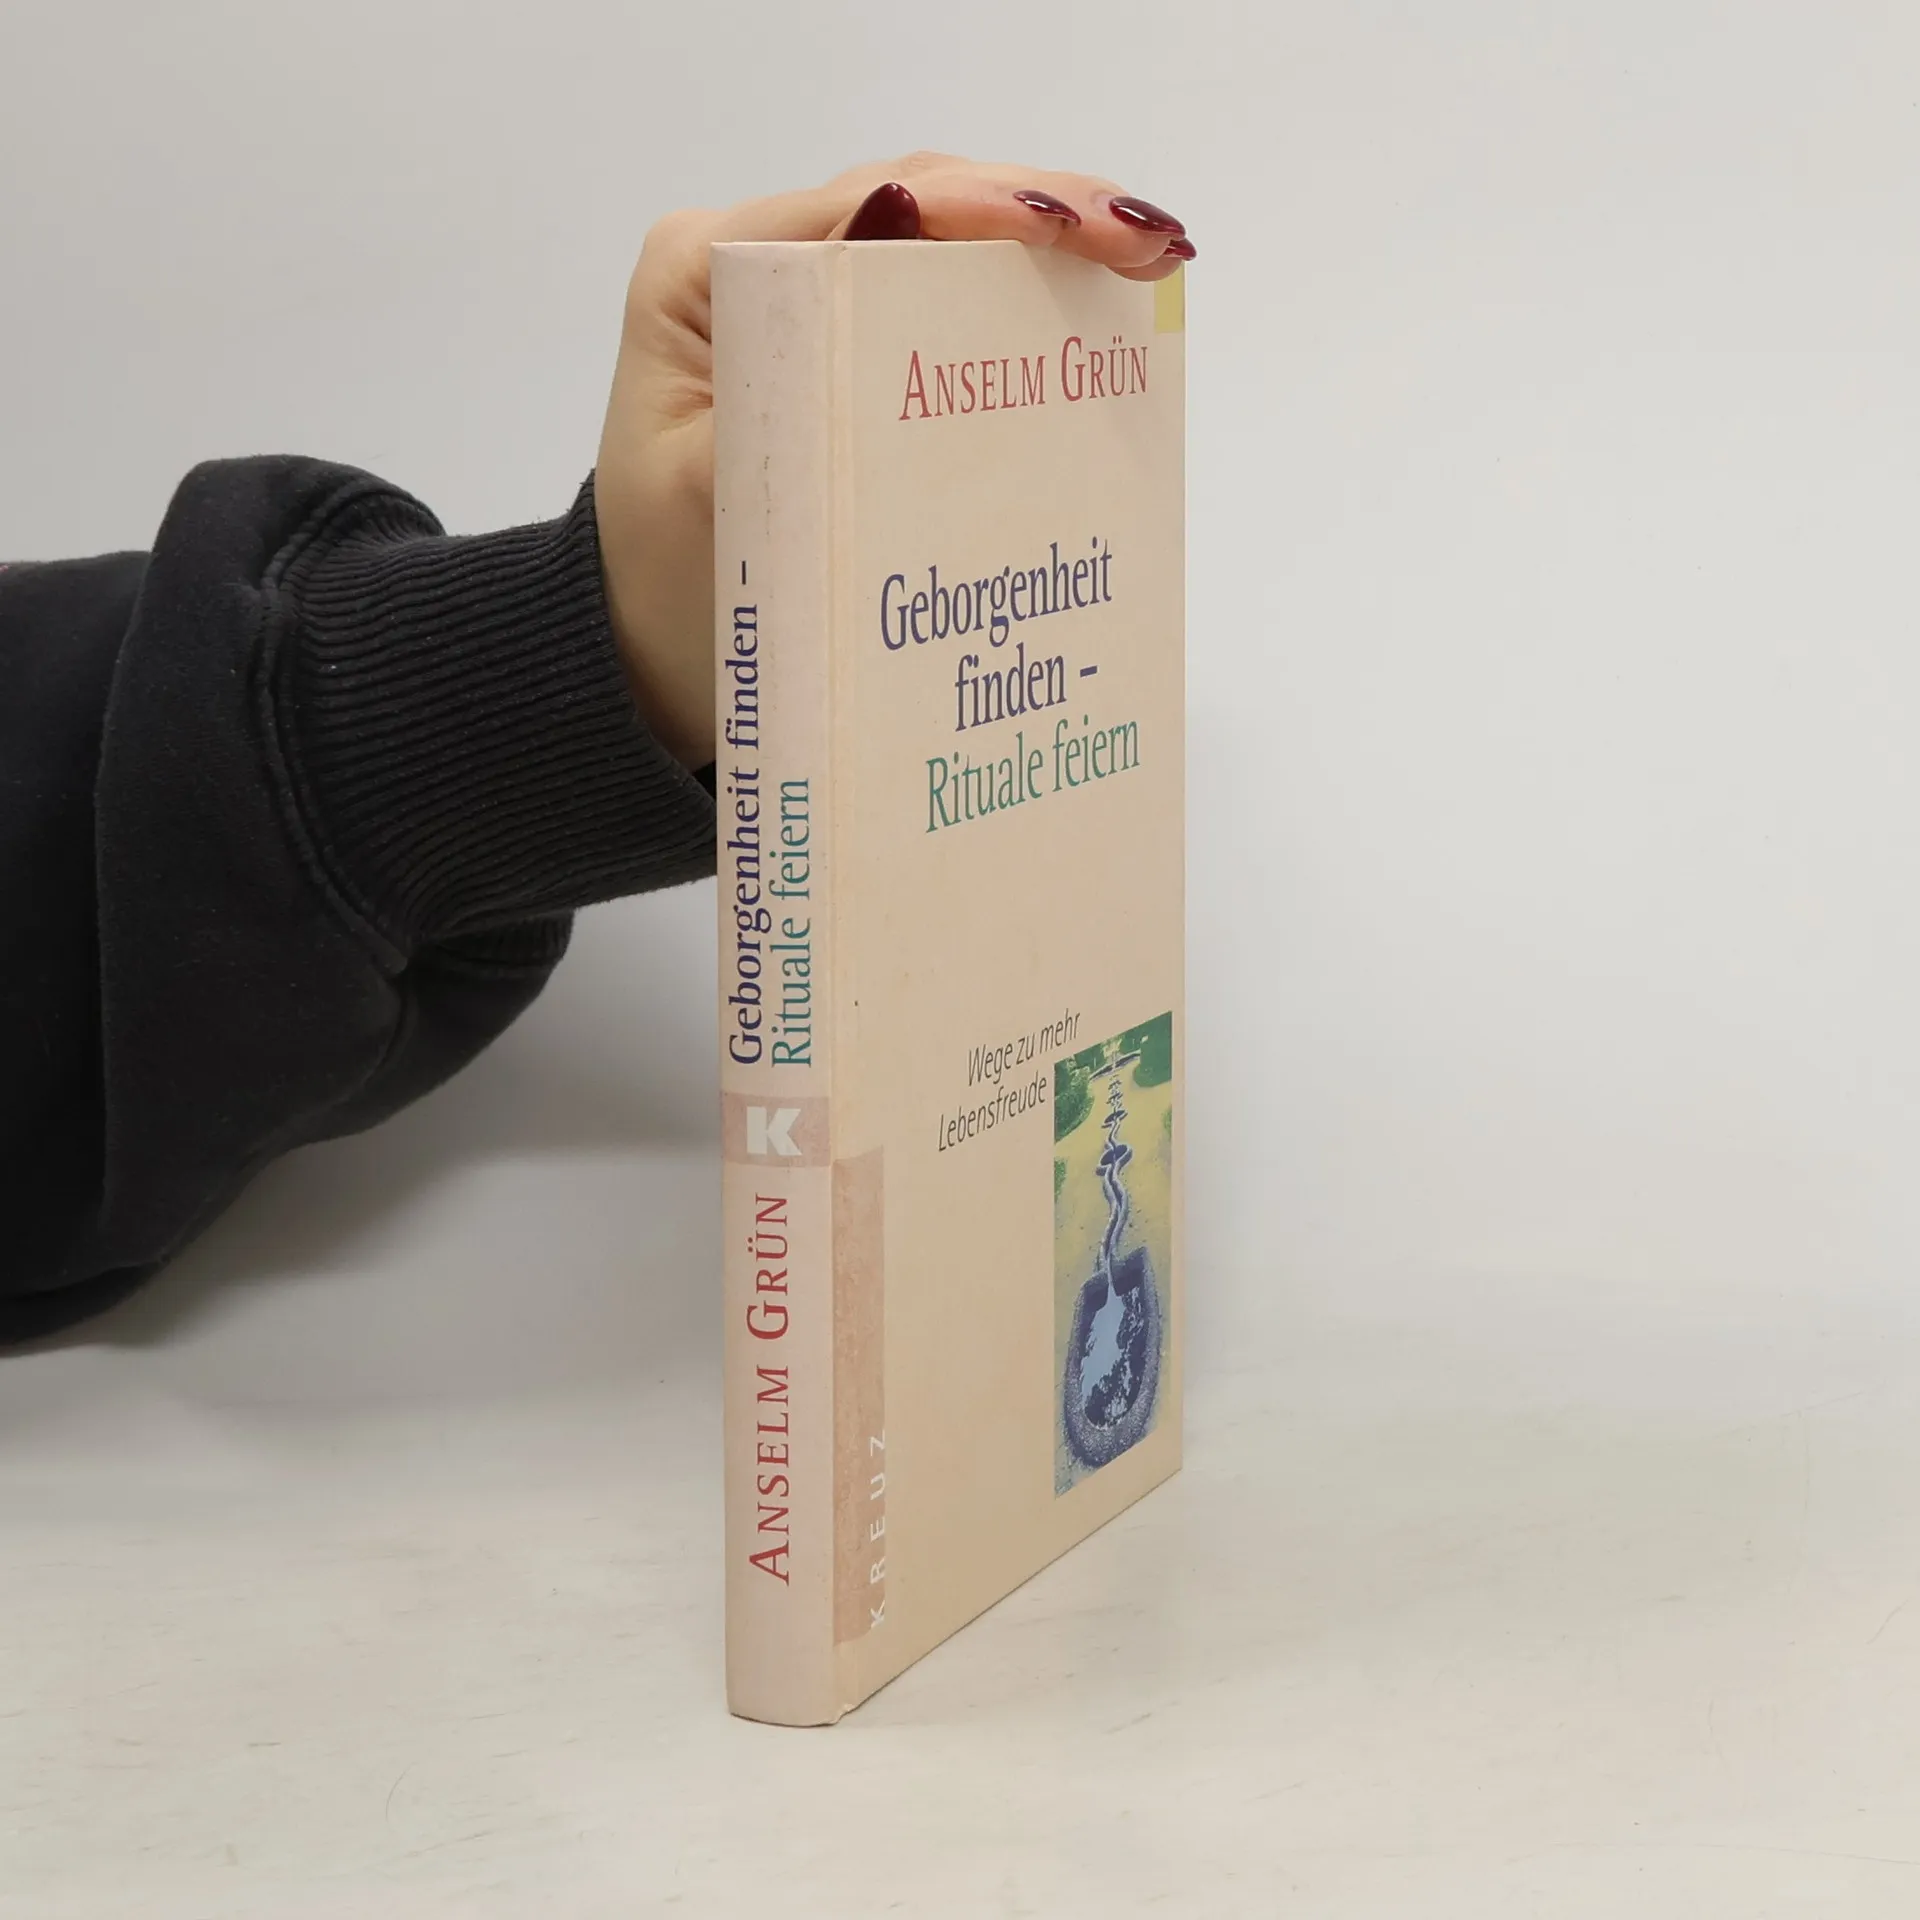 ANSELM GRÜN
Geborgenheit
finden –
Rituale feiern
Wege zu mehr
Lebensfreude
KREUZ
Geborgenheit finden –
Rituale feiern
K
ANSELM GRÜN